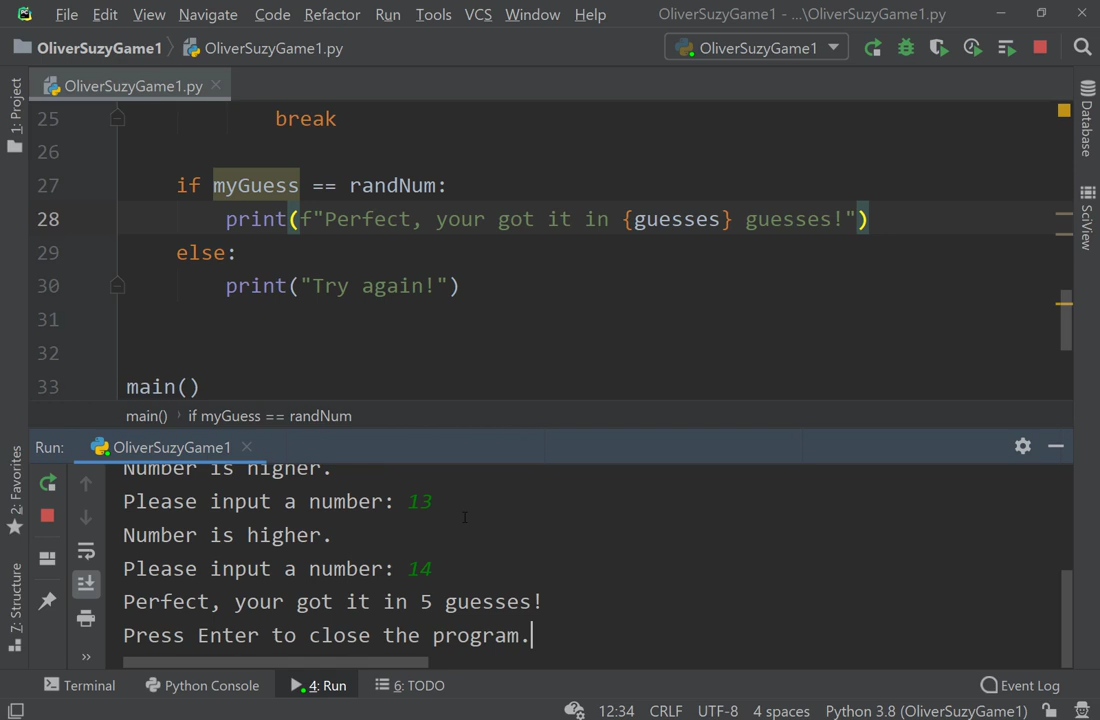 File Edit View Navigate Code Refactor Run Tools VCS Window Help OliverSuzyGame1 - ...\OliverSuzyGame1.py
OliverSuzyGame1 OliverSuzyGame1.py OliverSuzyGame1
OliverSuzyGame1.py
1: Project
Database
SciView
25 break
26
27 if myGuess == randNum:
28 print(f"Perfect, your got it in {guesses} guesses!")
29 else:
30 print("Try again!")
31
32
33 main()
main() › if myGuess == randNum
Run: OliverSuzyGame1
2: Favorites
7: Structure
Number is higher.
Please input a number: 13
Number is higher.
Please input a number: 14
Perfect, your got it in 5 guesses!
Press Enter to close the program.
»
Terminal Python Console 4: Run 6: TODO Event Log
12:34 CRLF UTF-8 4 spaces Python 3.8 (OliverSuzyGame1)